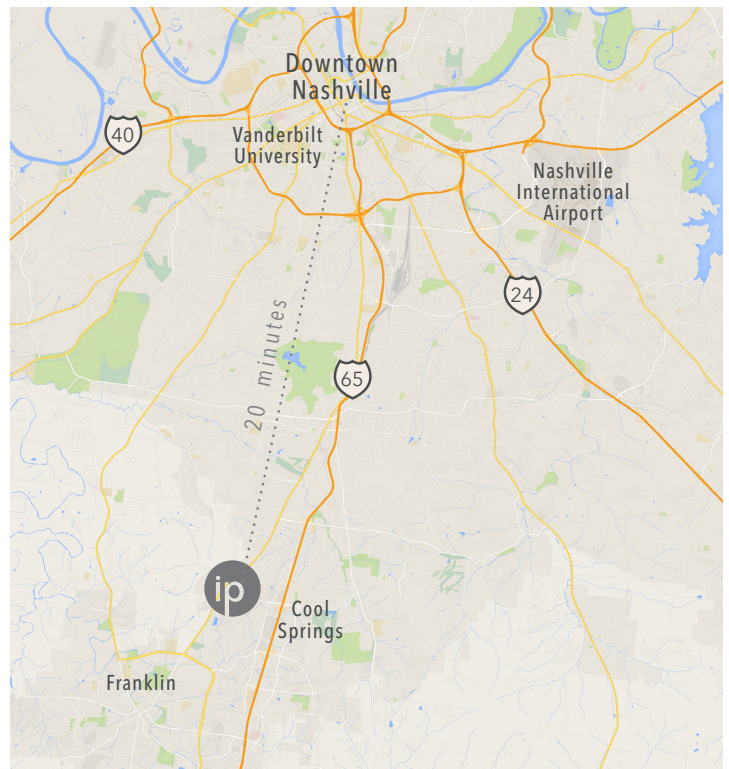 Downtown
Nashville
40
Vanderbilt
University
Nashville
International
Airport
24
20 minutes
65
ip
Cool
Springs
Franklin